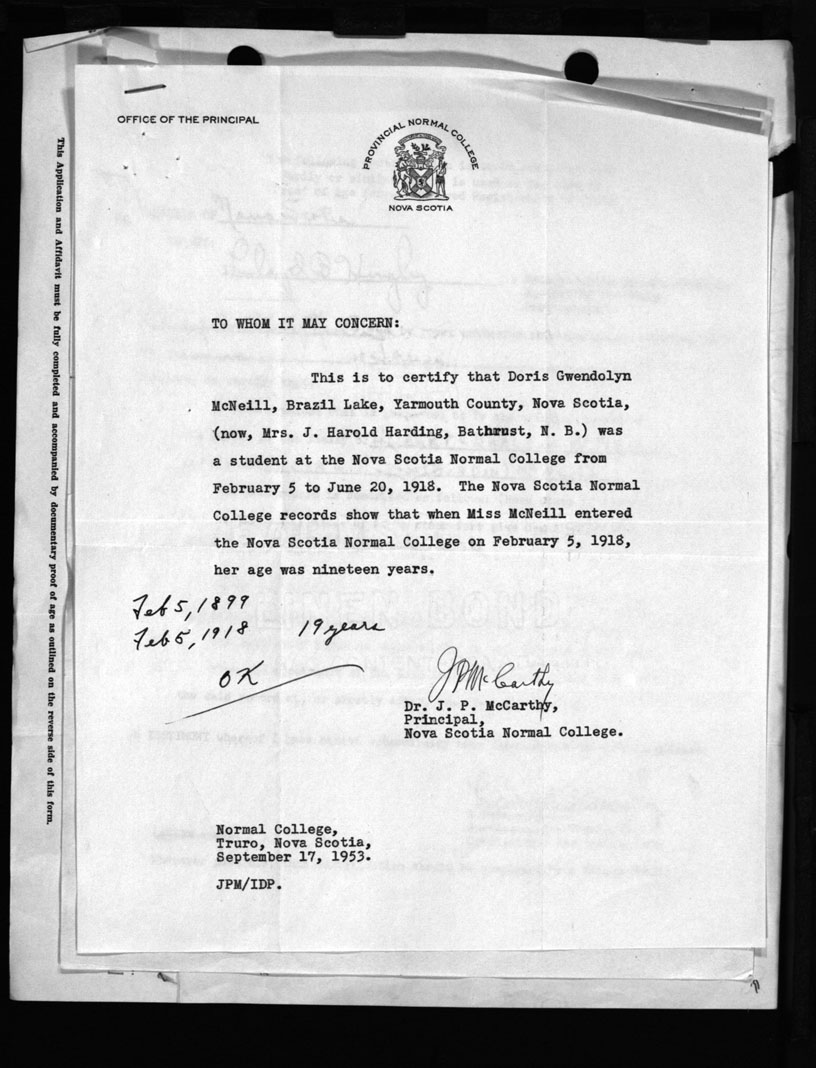 OFFICE OF THE PRINCIPAL
PROVINCIAL NORMAL COLLEGE
NOVA SCOTIA
This Application and Affidavit must be fully completed and accompanied by documentary proof of age as outlined on the reverse side of this form.
TO WHOM IT MAY CONCERN:
This is to certify that Doris Gwendolyn
McNeill, Brazil Lake, Yarmouth County, Nova Scotia,
(now, Mrs. J. Harold Harding, Bathrust, N. B.) was
a student at the Nova Scotia Normal College from
February 5 to June 20, 1918. The Nova Scotia Normal
College records show that when Miss McNeill entered
the Nova Scotia Normal College on February 5, 1918,
her age was nineteen years.
Feb 5, 1899
Feb 5, 1918 19 years
OK
JPMcCarthy
Dr. J. P. McCarthy,
Principal,
Nova Scotia Normal College.
Normal College,
Truro, Nova Scotia,
September 17, 1953.
JPM/IDP.